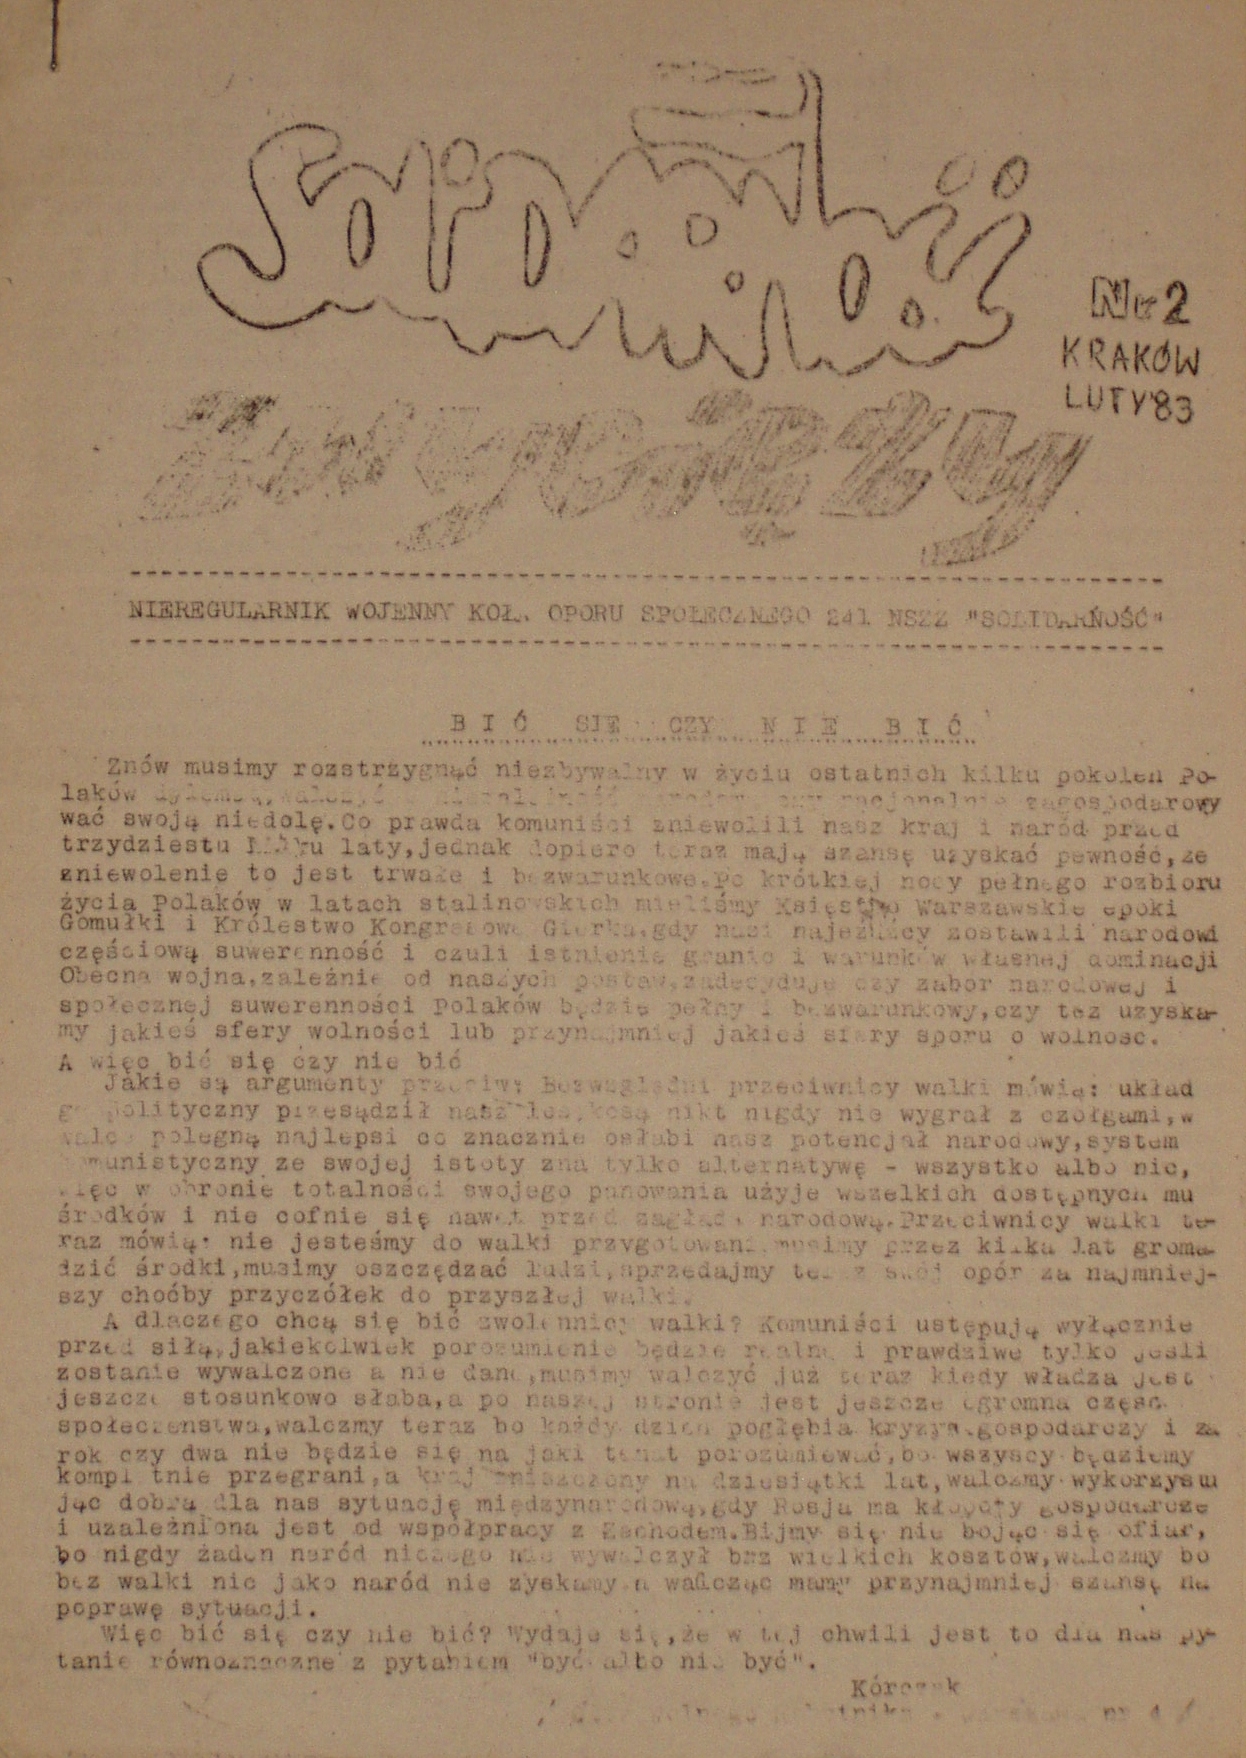 Solidarność
zwycięży
Nr 2
KRAKÓW
LUTY'83
NIEREGULARNIK WOJENNY KOŁ. OPORU SPOŁECZNEGO 241 NSZZ "SOLIDARŃOŚĆ"
BIĆ SIĘ CZY NIE BIĆ
Znów musimy rozstrzygnąć niezbywalny w życiu ostatnich kilku pokoleń Po-
laków zagospodarowy
wać swoją niedolę.Co prawda komuniści zniewolili nasz kraj i naród przed
trzydziestu laty,jednak dopiero teraz mają szansę uzyskać pewność,że
zniewolenie to jest trwałe i bezwarunkowe.Po krótkiej nocy pełnego rozbioru
życia Polaków w latach stalinowskich mieliśmy Księstwo Warszawskie epoki
Gomułki i Królestwo Kongresowe Gierka,gdy nasi najeźdźcy zostawili narodowi
częściową suwerenność i czuli istnienie granic i warunków własnej dominacji
Obecna wojna,zależnie od naszych postaw,zadecyduje czy zabór narodowej i
społecznej suwerenności Polaków będzie pełny i bezwarunkowy,czy też uzyska-
my jakieś sfery wolności lub przynajmniej jakieś sfery sporu o wolność.
A więc bić się czy nie bić
Jakie są argumenty przeciw: Bezwzględni przeciwnicy walki mówią: układ
geopolityczny przesądził nasz los,kosą nikt nigdy nie wygrał z czołgami,w
walce polegną najlepsi co znacznie osłabi nasz potencjał narodowy,system
komunistyczny ze swojej istoty zna tylko alternatywę - wszystko albo nic,
więc w obronie totalności swojego panowania użyje wszelkich dostępnych mu
środków i nie cofnie się nawet przed zagładą narodową.Przeciwnicy walki te-
raz mówią: nie jesteśmy do walki przygotowani,musimy przez kilka lat groma-
dzić środki,musimy oszczędzać ludzi,sprzedajmy teraz swój opór za najmniej-
szy choćby przyczółek do przyszłej walki.
A dlaczego chcą się bić zwolennicy walki? Komuniści ustępują wyłącznie
przed siłą,jakiekolwiek porozumienie będzie realne i prawdziwe tylko jeśli
zostanie wywalczone a nie dane,musimy walczyć już teraz kiedy władza jest
jeszcze stosunkowo słaba,a po naszej stronie jest jeszcze ogromna część
społeczeństwa,walczmy teraz bo każdy dzień pogłębia kryzys gospodarczy i za
rok czy dwa nie będzie się na jaki temat porozumiewać,bo wszyscy będziemy
kompletnie przegrani,a kraj zniszczony na dziesiątki lat,walczmy wykorzystu
jąc dobrą dla nas sytuację międzynarodową,gdy Rosja ma kłopoty gospodarcze
i uzależniona jest od współpracy z Zachodem.Bijmy się nie bojąc się ofiar,
bo nigdy żaden naród niczego nie wywalczył bez wielkich kosztów,walczmy bo
bez walki nic jako naród nie zyskamy a walcząc mamy przynajmniej szansę na
poprawę sytuacji.
Więc bić się czy nie bić? Wydaje się,że w tej chwili jest to dla nas py-
tanie równoznaczne z pytaniem "być albo nie być".
Kórczak
nr 4 /